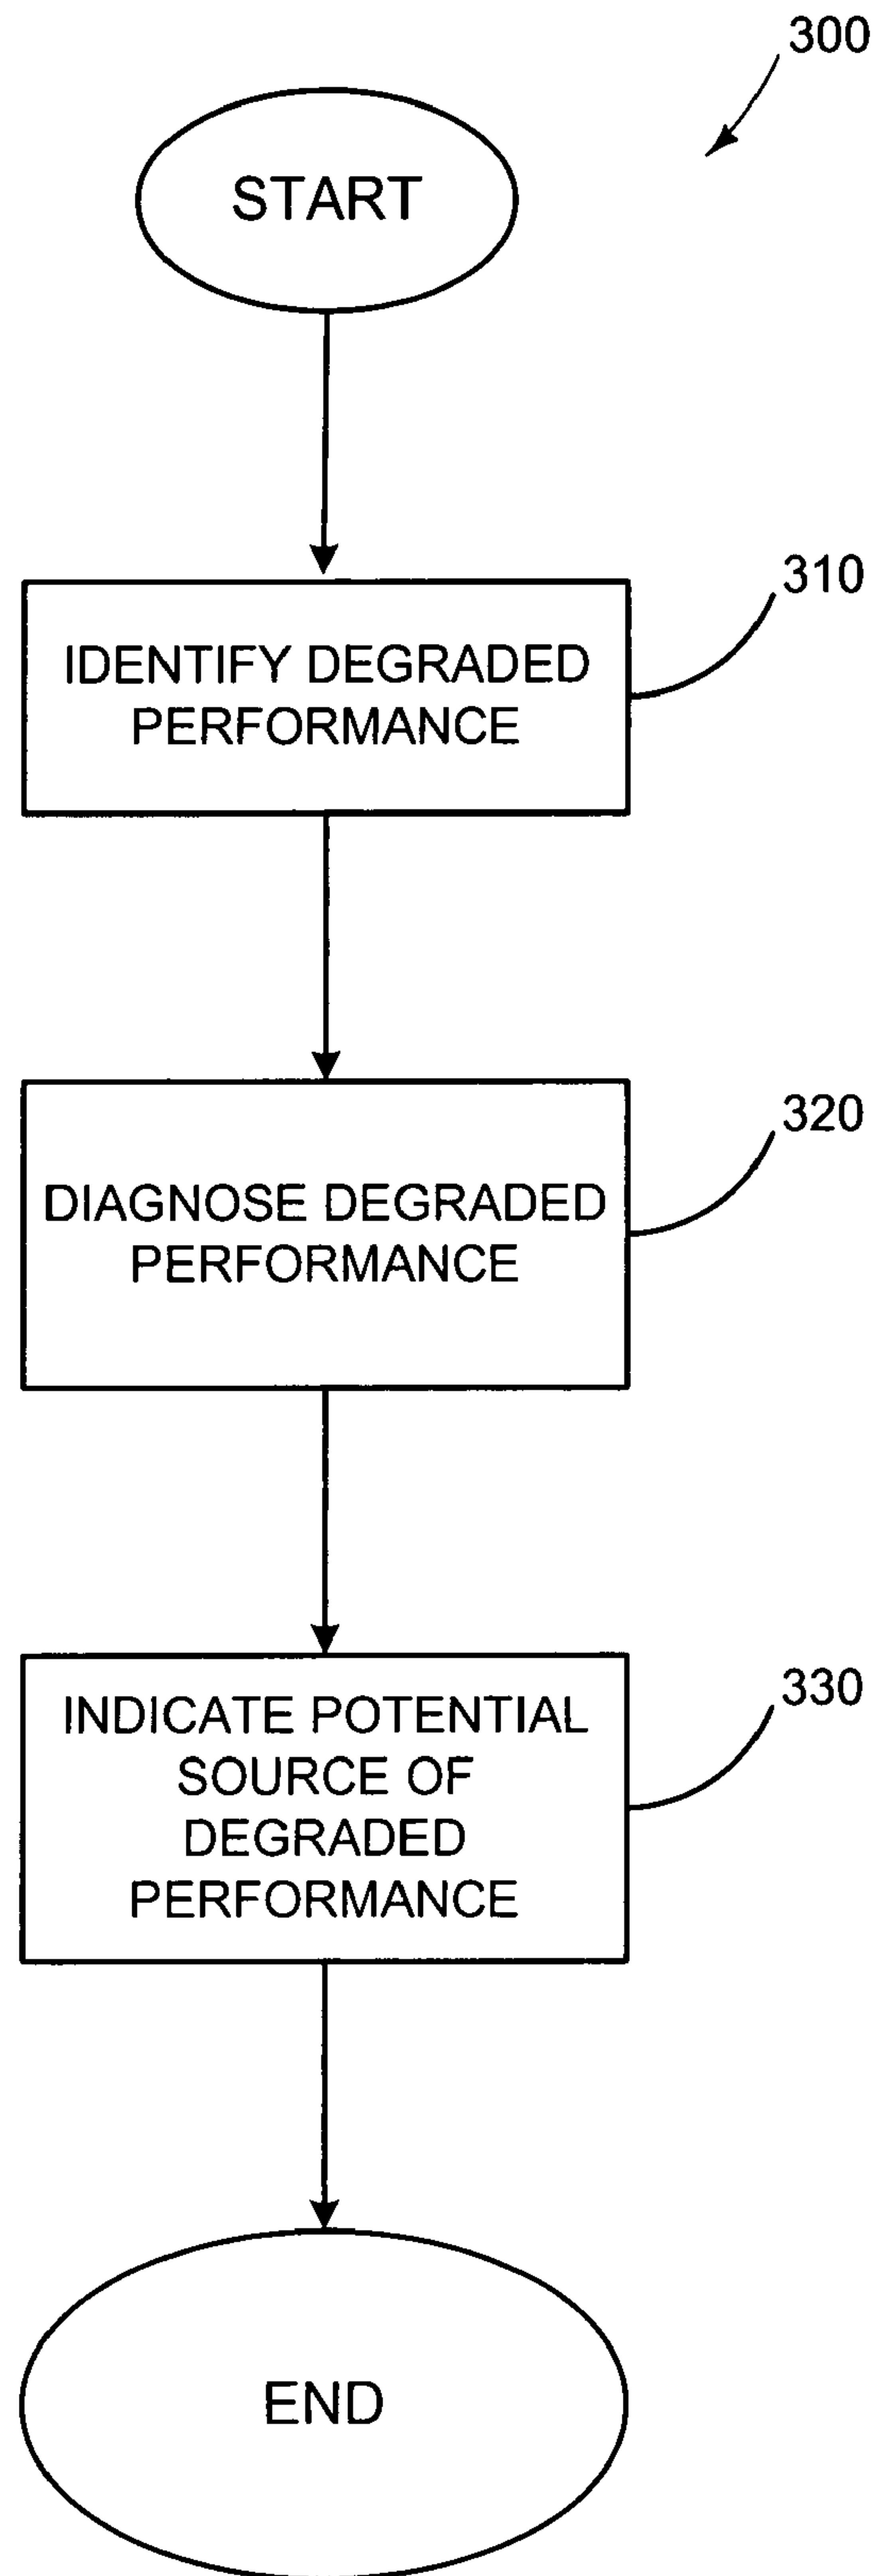 300
START
310
IDENTIFY DEGRADED
PERFORMANCE
320
DIAGNOSE DEGRADED
PERFORMANCE
330
INDICATE POTENTIAL
SOURCE OF
DEGRADED
PERFORMANCE
END